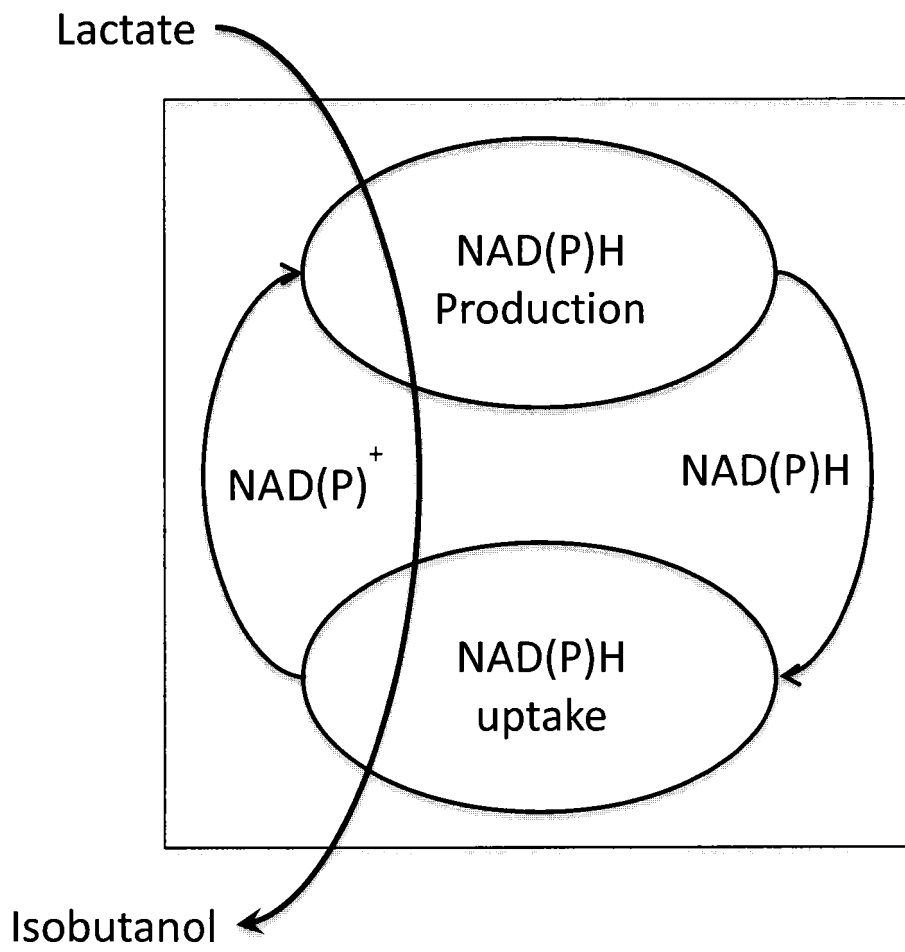 Lactate
NAD(P)H
Production
NAD(P)⁺
NAD(P)H
NAD(P)H
uptake
Isobutanol